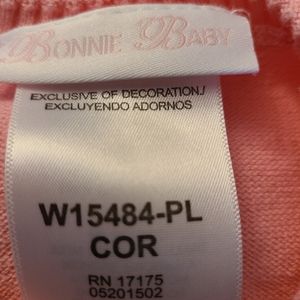 BONNIE BABY
EXCLUSIVE OF DECORATION/
EXCLUYENDO ADORNOS
W15484-PL
COR
RN 17175
05201502